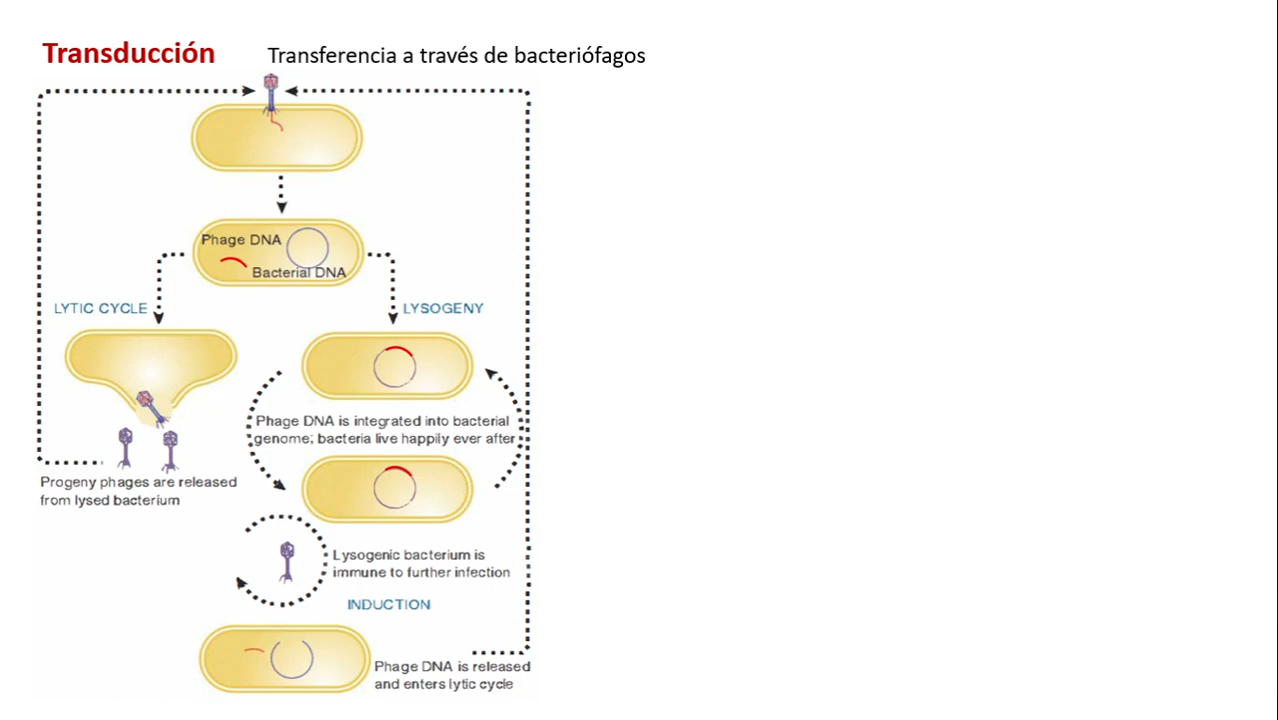 Transducción
Transferencia a través de bacteriófagos
Phage DNA
Bacterial DNA
LYTIC CYCLE
LYSOGENY
Phage DNA is integrated into bacterial
genome; bacteria live happily ever after
Progeny phages are released
from lysed bacterium
Lysogenic bacterium is
immune to further infection
INDUCTION
Phage DNA is released
and enters lytic cycle